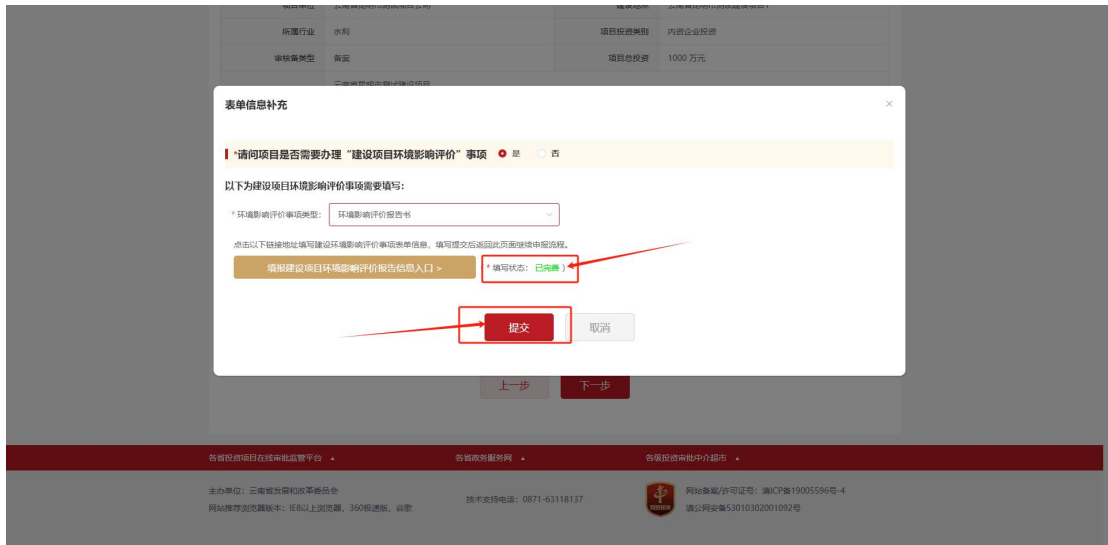 所属行业 水利 项目投资类别 内资企业投资
审核备类型 备案 项目总投资 1000 万元
表单信息补充 ×
*请问项目是否需要办理“建设项目环境影响评价”事项 是 否
以下为建设项目环境影响评价事项需要填写：
* 环境影响评价事项类型： 环境影响评价报告书
点击以下链接地址填写建设环境影响评价事项表单信息，填写提交后返回此页面继续申报流程。
填报建设项目环境影响评价报告信息入口 > * 填写状态： 已完善 )
提交 取消
上一步 下一步
各省投资项目在线审批监管平台 各省政务服务网 各级投资审批中介超市
主办单位：云南省发展和改革委员会 技术支持电话：0871-63118137 网站备案/许可证号：滇ICP备19005596号-4
网站推荐浏览器版本：IE8以上浏览器，360极速版，谷歌 滇公网安备53010302001092号